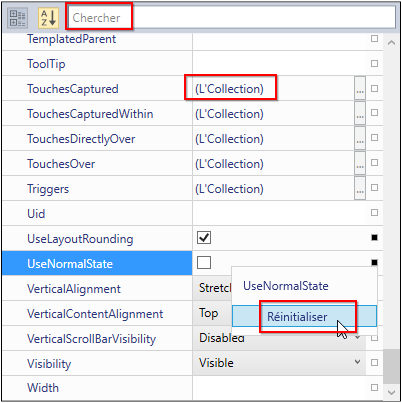 A Z Chercher
TemplatedParent
ToolTip
TouchesCaptured (L'Collection) ...
TouchesCapturedWithin (L'Collection) ...
TouchesDirectlyOver (L'Collection) ...
TouchesOver (L'Collection) ...
Triggers (L'Collection) ...
Uid
UseLayoutRounding
UseNormalState
UseNormalState
VerticalAlignment Stretch
VerticalContentAlignment Top
Réinitialiser
VerticalScrollBarVisibility Disabled
Visibility Visible
Width